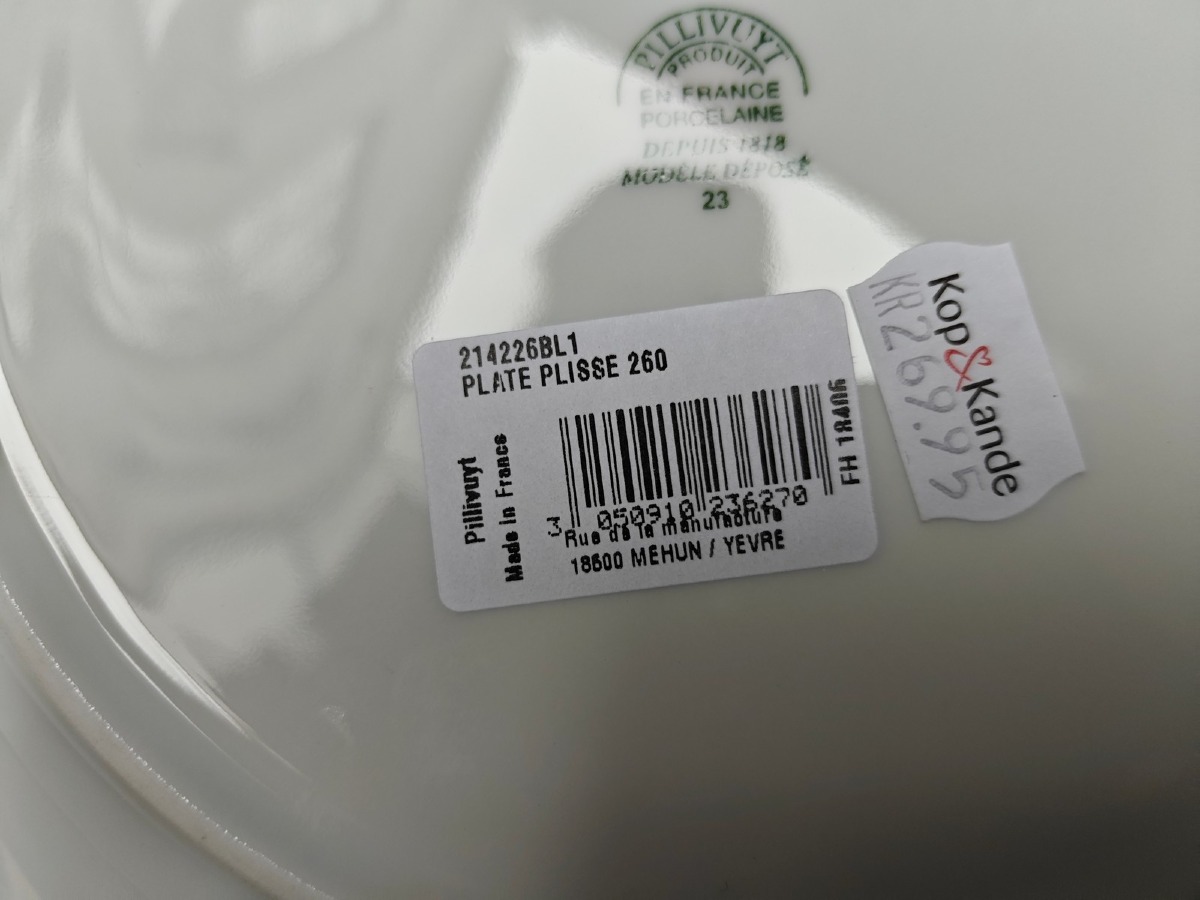 PILLIVUYT
PRODUIT
EN FRANCE
PORCELAINE
DEPUIS 1818
MODÈLE DÉPOSÉ
23
Kop&Kande
KR269.95
214226BL1
PLATE PLISSE 260
Pillivuyt
Made in France
3 050910 236270
FH 18406
Rue de la manufacture
18500 MEHUN / YEVRE